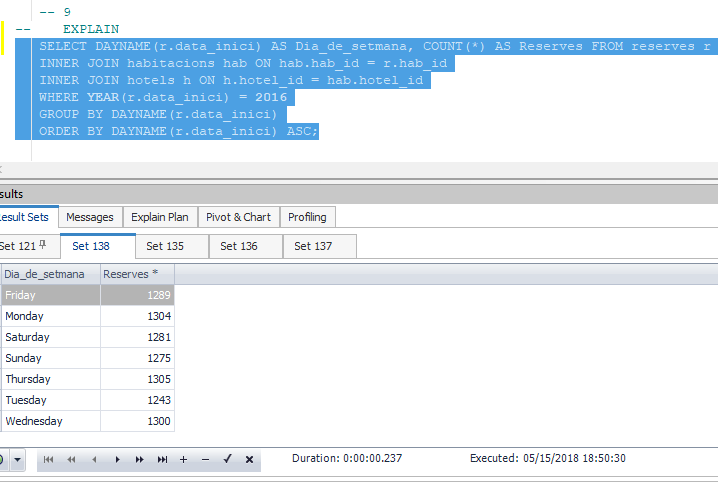 -- 9
-- EXPLAIN
SELECT DAYNAME(r.data_inici) AS Dia_de_setmana, COUNT(*) AS Reserves FROM reserves r
INNER JOIN habitacions hab ON hab.hab_id = r.hab_id
INNER JOIN hotels h ON h.hotel_id = hab.hotel_id
WHERE YEAR(r.data_inici) = 2016
GROUP BY DAYNAME(r.data_inici)
ORDER BY DAYNAME(r.data_inici) ASC;
sults
esult Sets Messages Explain Plan Pivot & Chart Profiling
Set 121 Set 138 Set 135 Set 136 Set 137
Dia_de_setmana Reserves *
Friday 1289
Monday 1304
Saturday 1281
Sunday 1275
Thursday 1305
Tuesday 1243
Wednesday 1300
Duration: 0:00:00.237 Executed: 05/15/2018 18:50:30